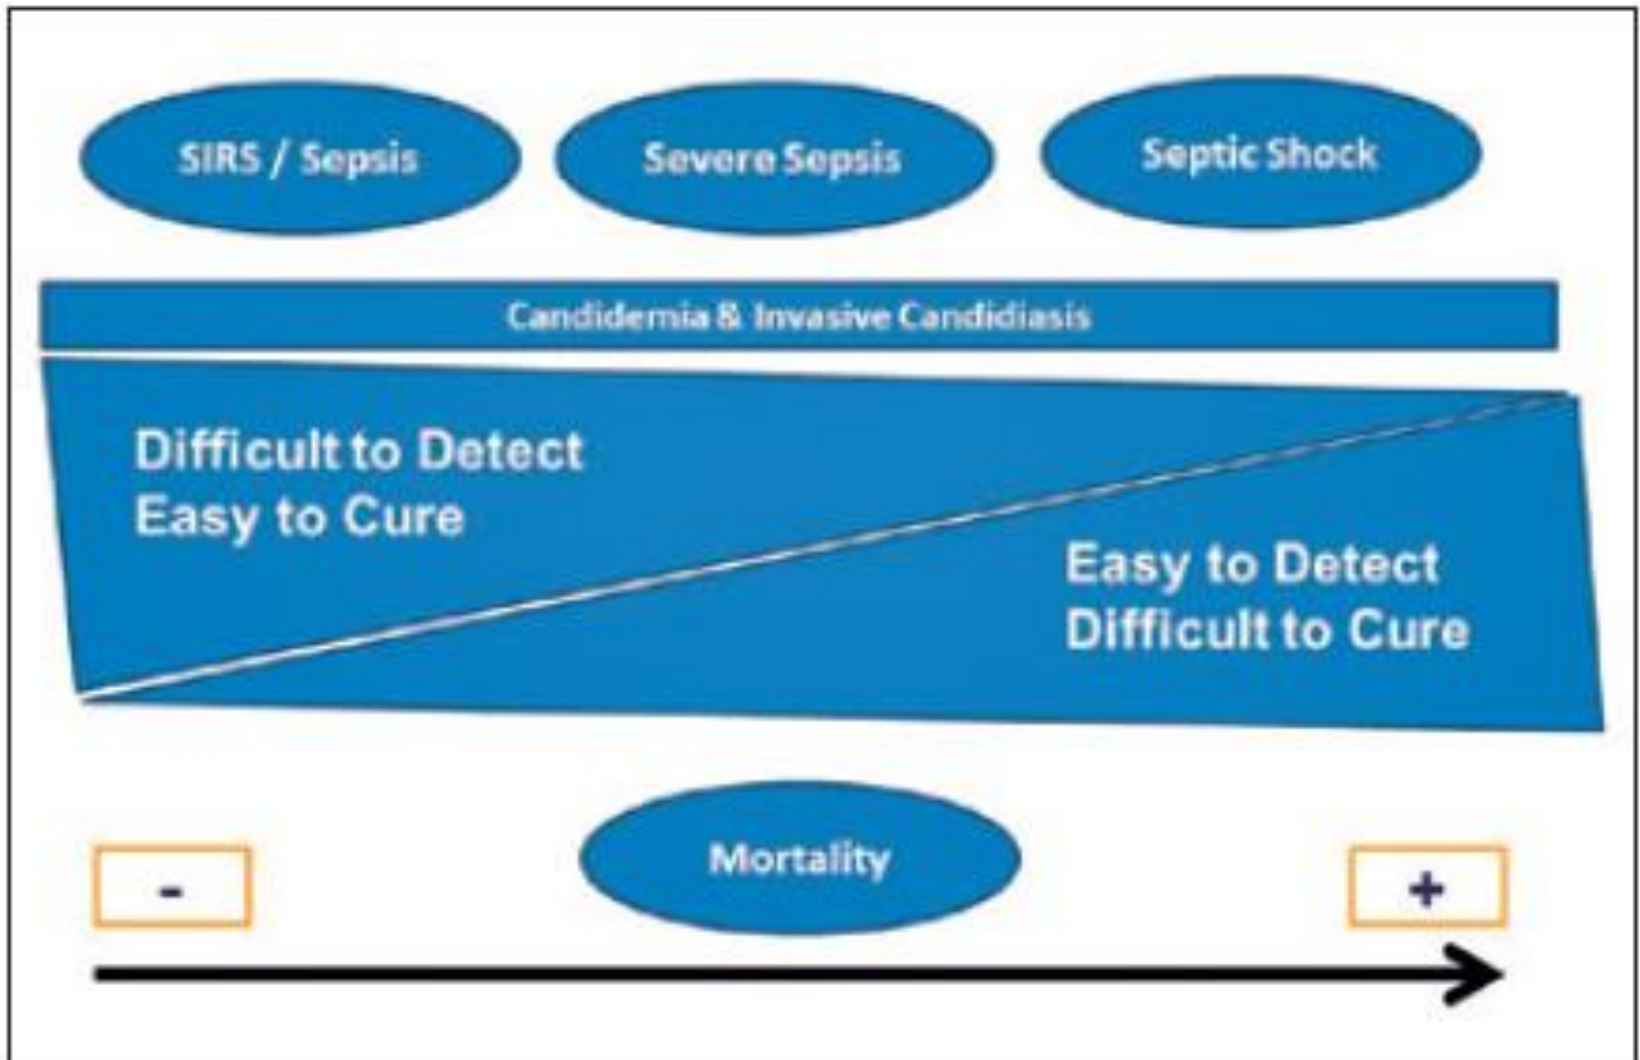 SIRS / Sepsis
Severe Sepsis
Septic Shock
Candidemia & Invasive Candidiasis
Difficult to Detect
Easy to Cure
Easy to Detect
Difficult to Cure
Mortality
-
+